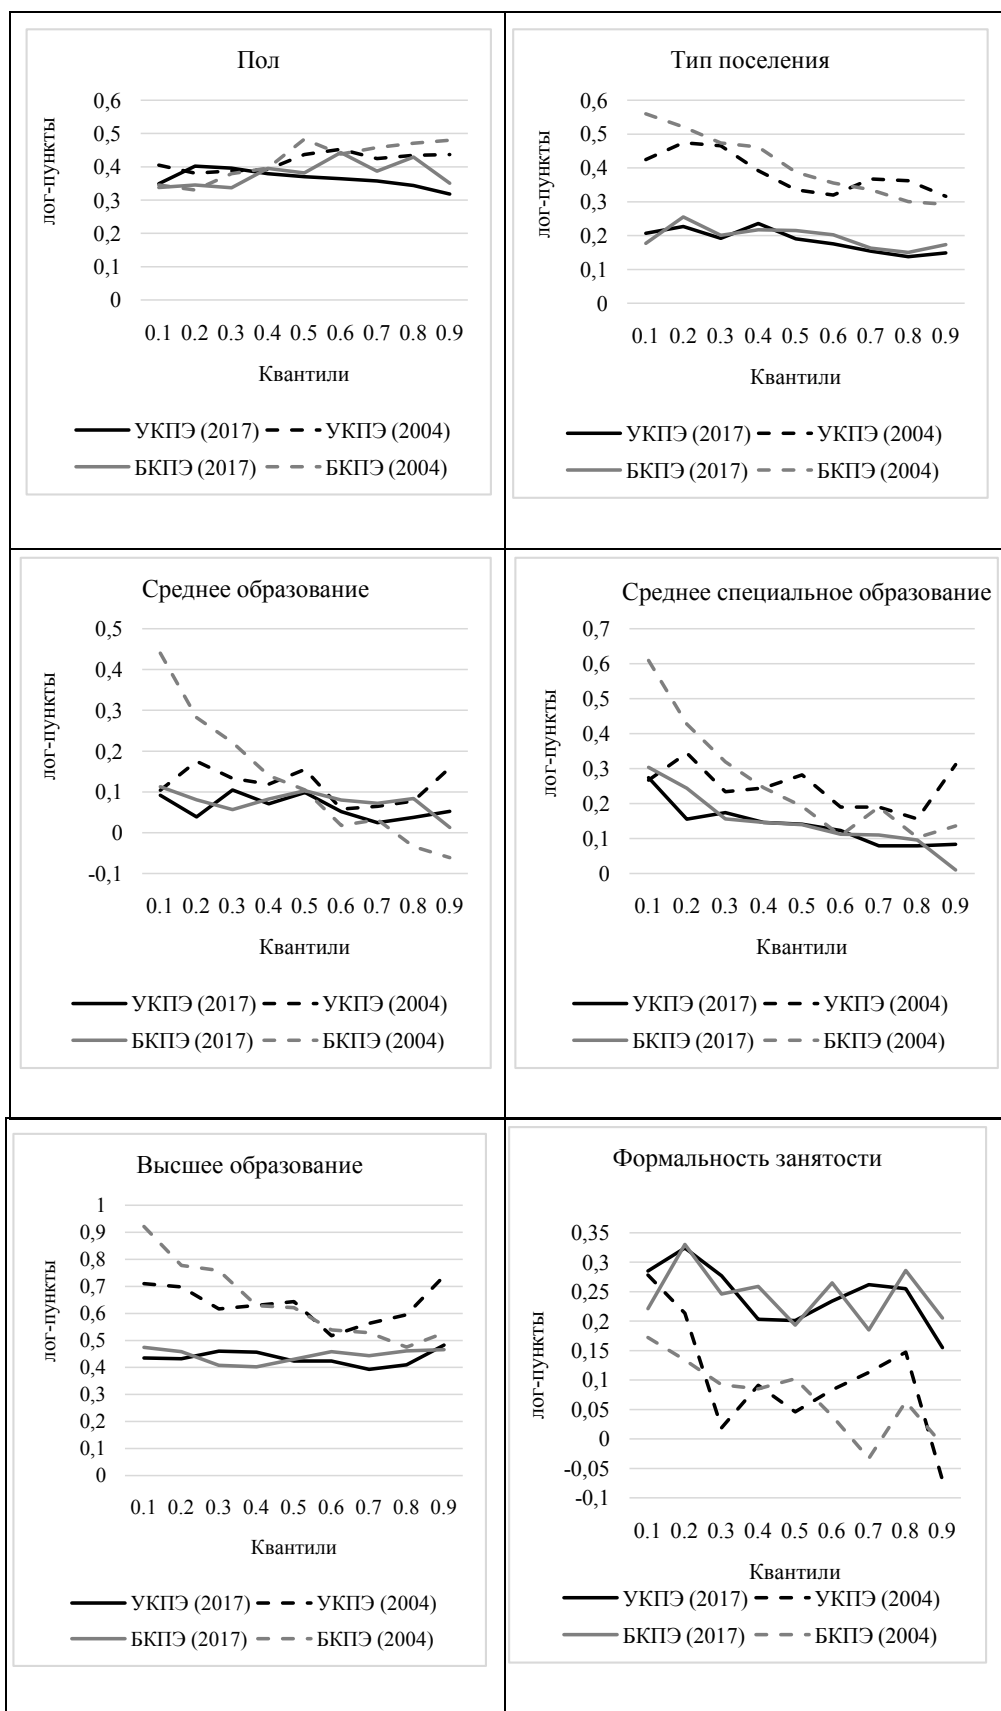 Пол
лог-пункты
0,6
0,5
0,4
0,3
0,2
0,1
0
0.1 0.2 0.3 0.4 0.5 0.6 0.7 0.8 0.9
Квантили
УКПЭ (2017) УКПЭ (2004)
БКПЭ (2017) БКПЭ (2004)
Тип поселения
лог-пункты
0,6
0,5
0,4
0,3
0,2
0,1
0
0.1 0.2 0.3 0.4 0.5 0.6 0.7 0.8 0.9
Квантили
УКПЭ (2017) УКПЭ (2004)
БКПЭ (2017) БКПЭ (2004)
Среднее образование
лог-пункты
0,5
0,4
0,3
0,2
0,1
0
-0,1
0.1 0.2 0.3 0.4 0.5 0.6 0.7 0.8 0.9
Квантили
УКПЭ (2017) УКПЭ (2004)
БКПЭ (2017) БКПЭ (2004)
Среднее специальное образование
лог-пункты
0,7
0,6
0,5
0,4
0,3
0,2
0,1
0
0.1 0.2 0.3 0.4 0.5 0.6 0.7 0.8 0.9
Квантили
УКПЭ (2017) УКПЭ (2004)
БКПЭ (2017) БКПЭ (2004)
Высшее образование
лог-пункты
1
0,9
0,8
0,7
0,6
0,5
0,4
0,3
0,2
0,1
0
0.1 0.2 0.3 0.4 0.5 0.6 0.7 0.8 0.9
Квантили
УКПЭ (2017) УКПЭ (2004)
БКПЭ (2017) БКПЭ (2004)
Формальность занятости
лог-пункты
0,35
0,3
0,25
0,2
0,15
0,1
0,05
0
-0,05
-0,1
0.1 0.2 0.3 0.4 0.5 0.6 0.7 0.8 0.9
Квантили
УКПЭ (2017) УКПЭ (2004)
БКПЭ (2017) БКПЭ (2004)